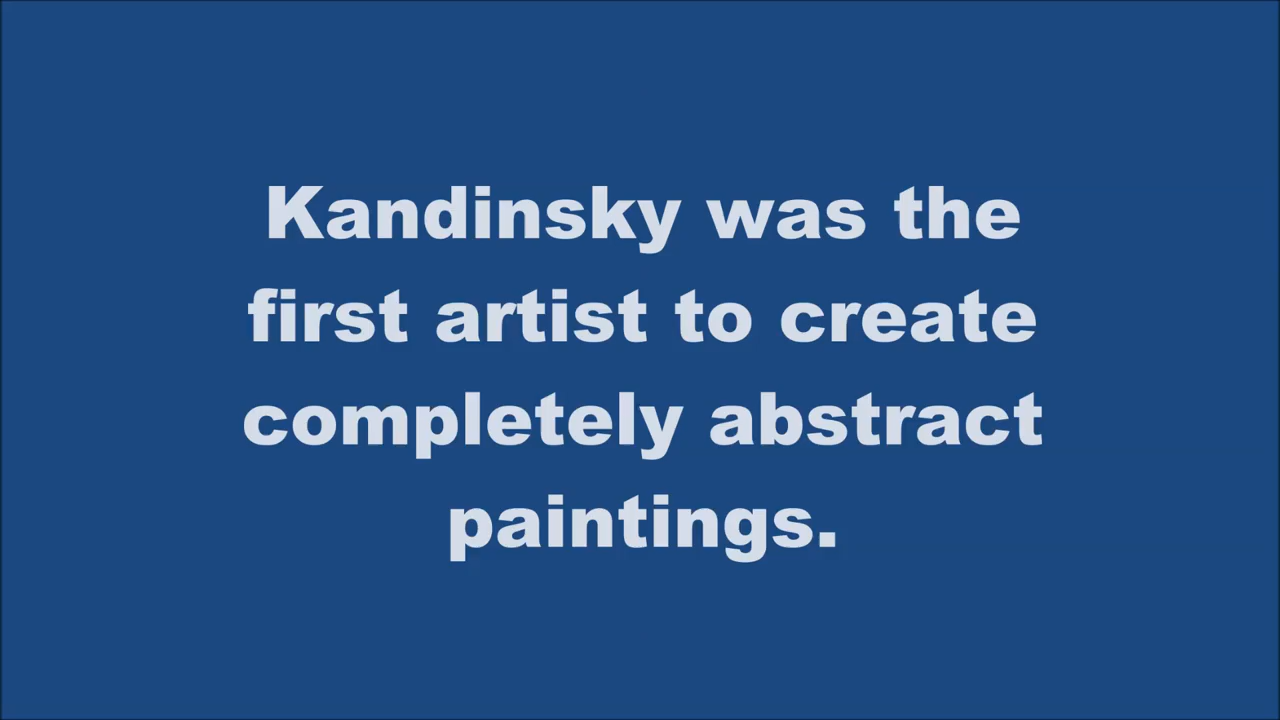 Kandinsky was the
first artist to create
completely abstract
paintings.